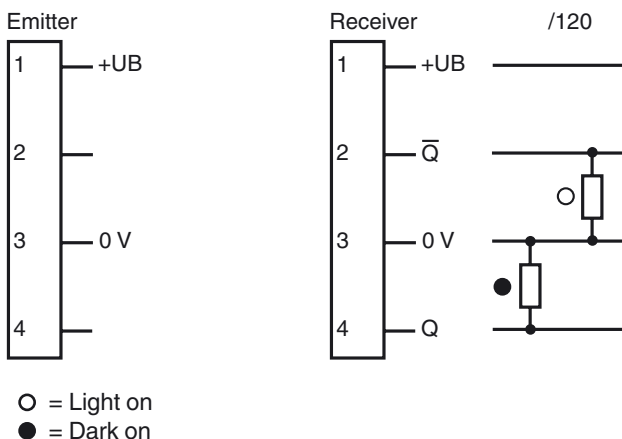 Emitter
Receiver
/120
1 +UB
2
3 0 V
4
1 +UB
2 Q̅
3 0 V
4 Q
= Light on
= Dark on